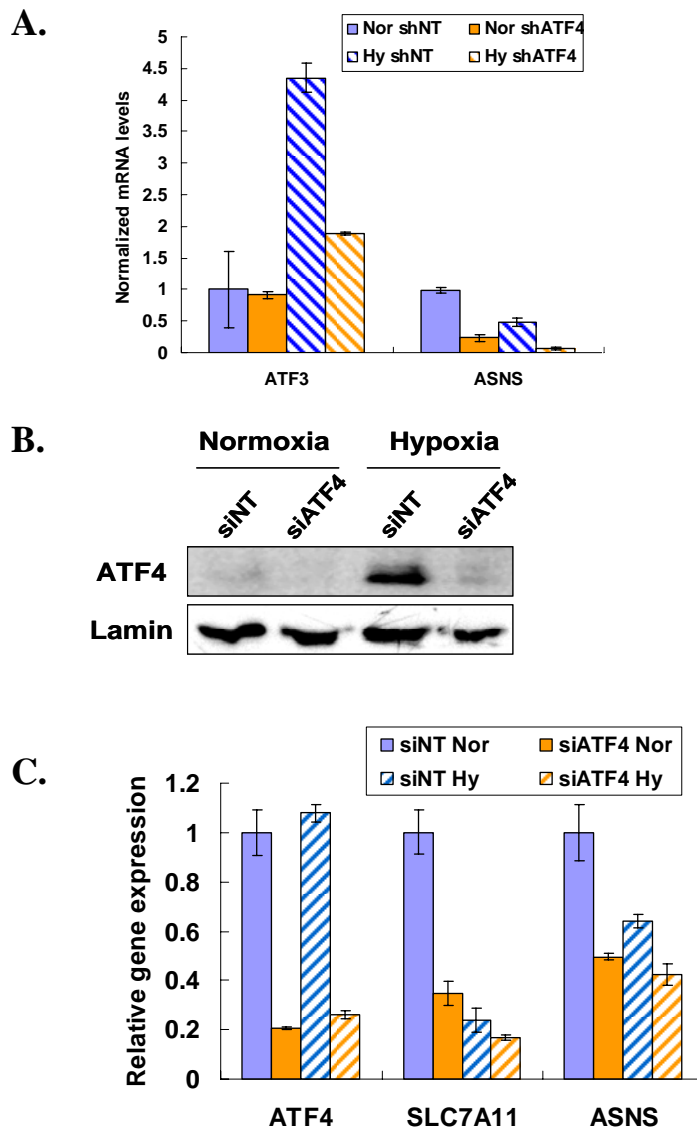 A.
Nor shNT Nor shATF4
Hy shNT Hy shATF4
Normalized mRNA levels
5
4.5
4
3.5
3
2.5
2
1.5
1
0.5
0
ATF3 ASNS
B.
Normoxia Hypoxia
siNT siATF4 siNT siATF4
ATF4
Lamin
C.
siNT Nor siATF4 Nor
siNT Hy siATF4 Hy
Relative gene expression
1.2
1
0.8
0.6
0.4
0.2
0
ATF4 SLC7A11 ASNS